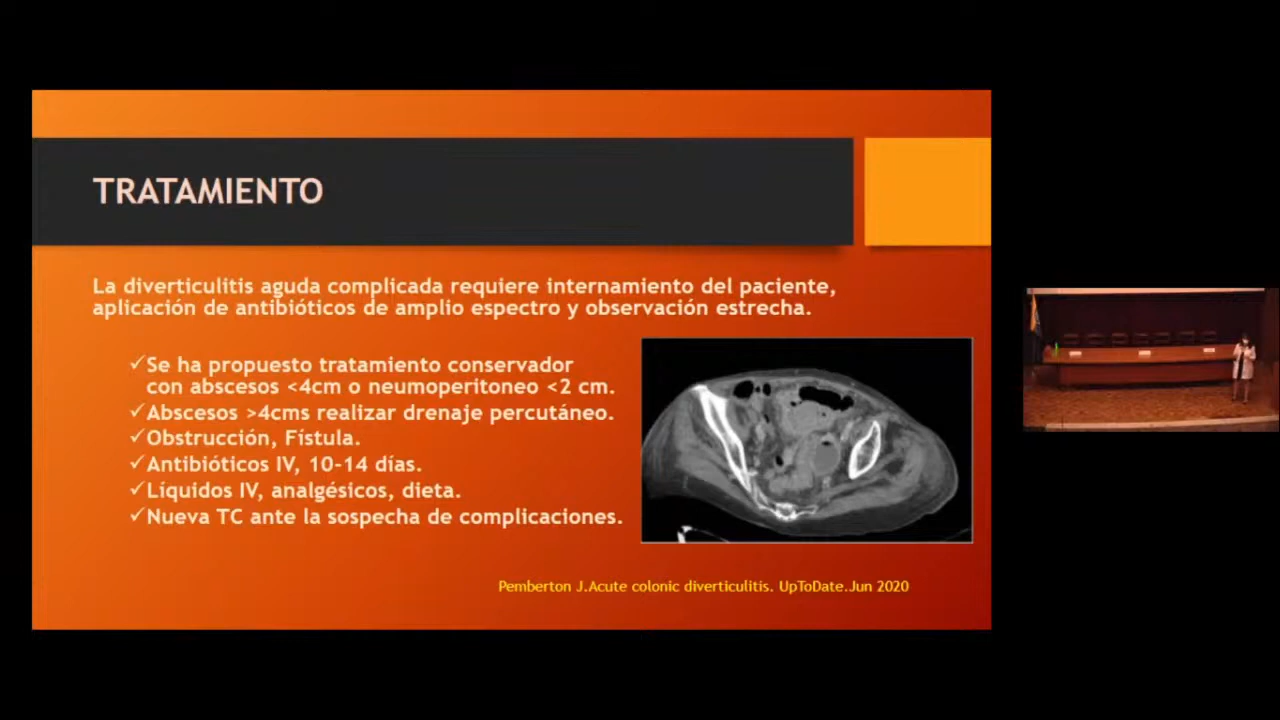 TRATAMIENTO
La diverticulitis aguda complicada requiere internamiento del paciente,
aplicación de antibióticos de amplio espectro y observación estrecha.
✓Se ha propuesto tratamiento conservador
con abscesos <4cm o neumoperitoneo <2 cm.
✓Abscesos >4cms realizar drenaje percutáneo.
✓Obstrucción, Fístula.
✓Antibióticos IV, 10-14 días.
✓Líquidos IV, analgésicos, dieta.
✓Nueva TC ante la sospecha de complicaciones.
Pemberton J.Acute colonic diverticulitis. UpToDate.Jun 2020